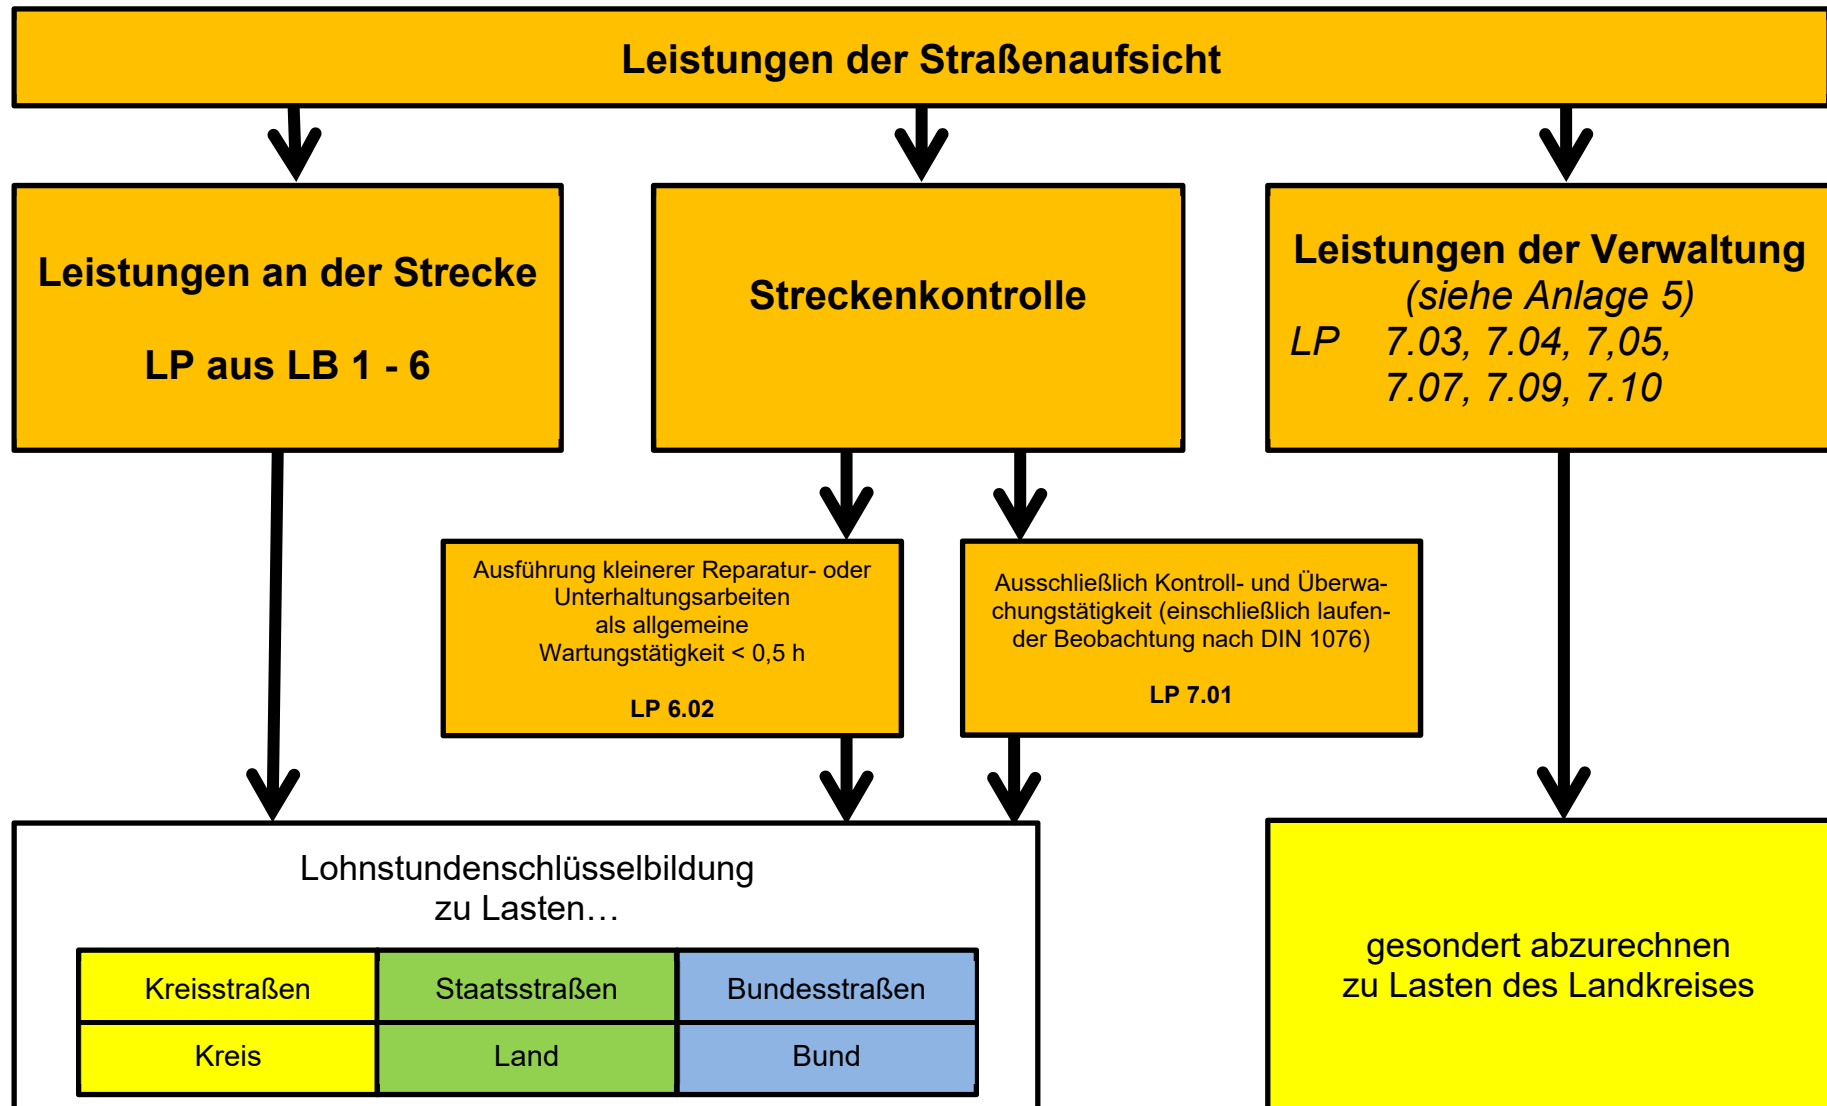 Leistungen der Straßenaufsicht
Leistungen an der Strecke
LP aus LB 1 - 6
Streckenkontrolle
Leistungen der Verwaltung
(siehe Anlage 5)
LP 7.03, 7.04, 7,05,
7.07, 7.09, 7.10
Ausführung kleinerer Reparatur- oder
Unterhaltungsarbeiten
als allgemeine
Wartungstätigkeit < 0,5 h
LP 6.02
Ausschließlich Kontroll- und Überwa-
chungstätigkeit (einschließlich laufen-
der Beobachtung nach DIN 1076)
LP 7.01
Lohnstundenschlüsselbildung
zu Lasten…
Kreisstraßen Staatsstraßen Bundesstraßen
Kreis Land Bund
gesondert abzurechnen
zu Lasten des Landkreises